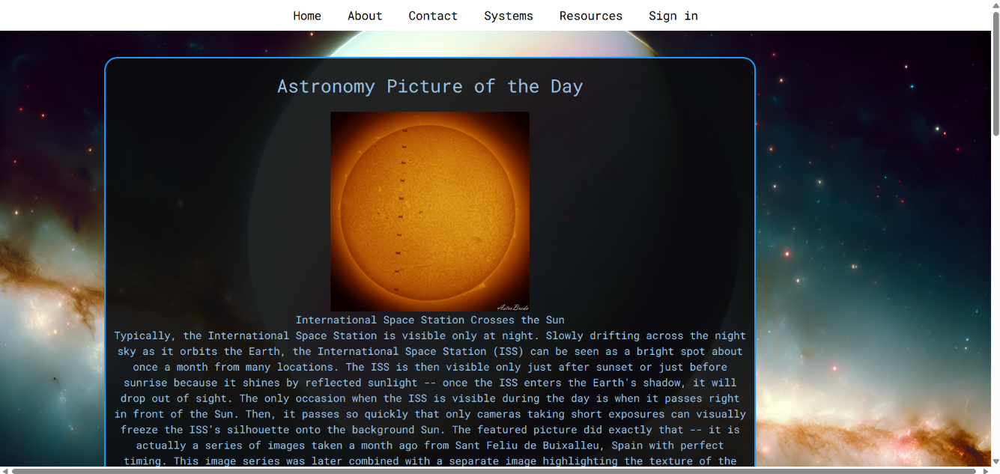 Home About Contact Systems Resources Sign in
Astronomy Picture of the Day
AstroBrada
International Space Station Crosses the Sun
Typically, the International Space Station is visible only at night. Slowly drifting across the night
sky as it orbits the Earth, the International Space Station (ISS) can be seen as a bright spot about
once a month from many locations. The ISS is then visible only just after sunset or just before
sunrise because it shines by reflected sunlight -- once the ISS enters the Earth's shadow, it will
drop out of sight. The only occasion when the ISS is visible during the day is when it passes right
in front of the Sun. Then, it passes so quickly that only cameras taking short exposures can visually
freeze the ISS's silhouette onto the background Sun. The featured picture did exactly that -- it is
actually a series of images taken a month ago from Sant Feliu de Buixalleu, Spain with perfect
timing. This image series was later combined with a separate image highlighting the texture of the